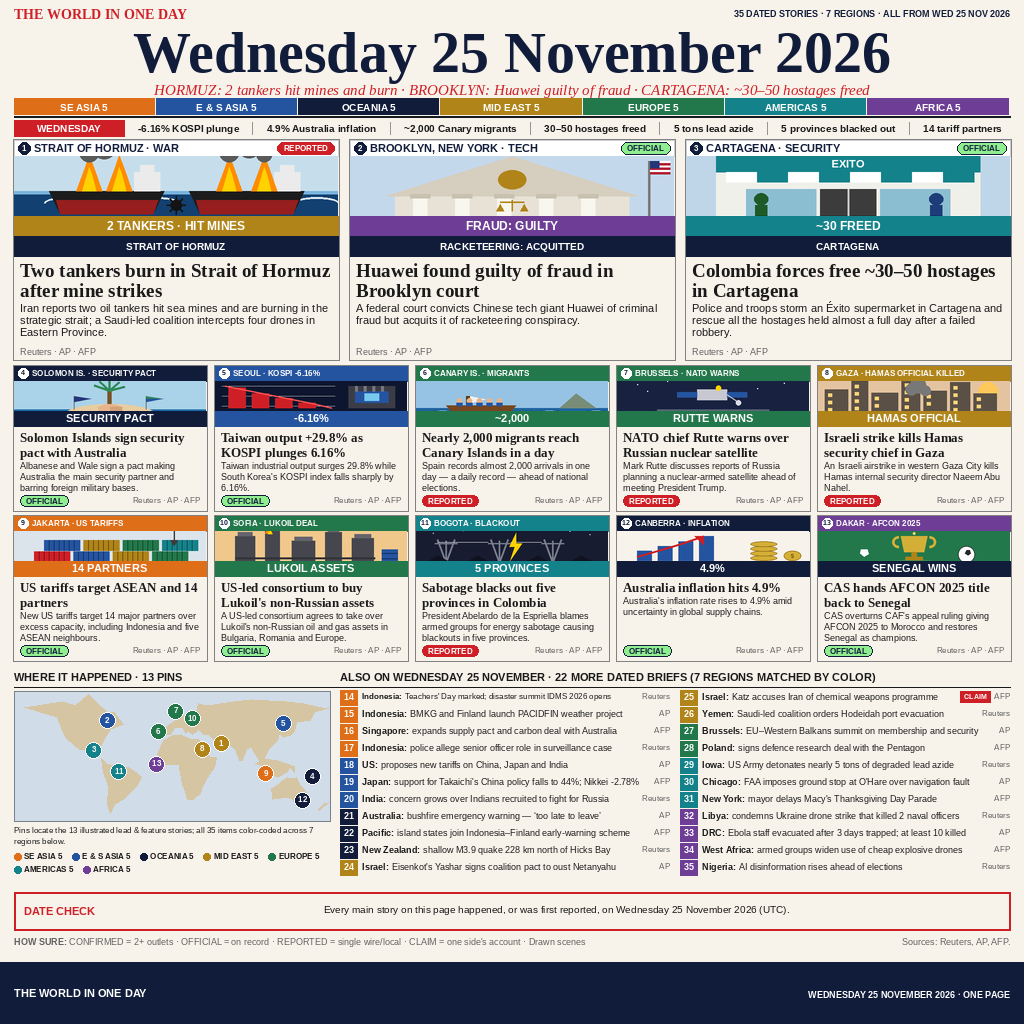 THE WORLD IN ONE DAY
35 DATED STORIES · 7 REGIONS · ALL FROM WED 25 NOV 2026
Wednesday 25 November 2026
HORMUZ: 2 tankers hit mines and burn · BROOKLYN: Huawei guilty of fraud · CARTAGENA: ~30–50 hostages freed
SE ASIA 5
E & S ASIA 5
OCEANIA 5
MID EAST 5
EUROPE 5
AMERICAS 5
AFRICA 5
WEDNESDAY
-6.16% KOSPI plunge
4.9% Australia inflation
~2,000 Canary migrants
30–50 hostages freed
5 tons lead azide
5 provinces blacked out
14 tariff partners
1 STRAIT OF HORMUZ · WAR
REPORTED
2 TANKERS · HIT MINES
STRAIT OF HORMUZ
Two tankers burn in Strait of Hormuz
after mine strikes
Iran reports two oil tankers hit sea mines and are burning in the
strategic strait; a Saudi-led coalition intercepts four drones in
Eastern Province.
Reuters · AP · AFP
2 BROOKLYN, NEW YORK · TECH
OFFICIAL
FRAUD: GUILTY
RACKETEERING: ACQUITTED
Huawei found guilty of fraud in
Brooklyn court
A federal court convicts Chinese tech giant Huawei of criminal
fraud but acquits it of racketeering conspiracy.
Reuters · AP · AFP
3 CARTAGENA · SECURITY
OFFICIAL
EXITO
~30 FREED
CARTAGENA
Colombia forces free ~30–50 hostages
in Cartagena
Police and troops storm an Éxito supermarket in Cartagena and
rescue all the hostages held almost a full day after a failed
robbery.
Reuters · AP · AFP
4 SOLOMON IS. · SECURITY PACT
SECURITY PACT
Solomon Islands sign security
pact with Australia
Albanese and Wale sign a pact making
Australia the main security partner and
barring foreign military bases.
OFFICIAL
Reuters · AP · AFP
5 SEOUL · KOSPI -6.16%
-6.16%
Taiwan output +29.8% as
KOSPI plunges 6.16%
Taiwan industrial output surges 29.8% while
South Korea's KOSPI index falls sharply by
6.16%.
OFFICIAL
Reuters · AP · AFP
6 CANARY IS. · MIGRANTS
~2,000
Nearly 2,000 migrants reach
Canary Islands in a day
Spain records almost 2,000 arrivals in one
day — a daily record — ahead of national
elections.
REPORTED
Reuters · AP · AFP
7 BRUSSELS · NATO WARNS
RUTTE WARNS
NATO chief Rutte warns over
Russian nuclear satellite
Mark Rutte discusses reports of Russia
planning a nuclear-armed satellite ahead of
meeting President Trump.
REPORTED
Reuters · AP · AFP
8 GAZA · HAMAS OFFICIAL KILLED
HAMAS OFFICIAL
Israeli strike kills Hamas
security chief in Gaza
An Israeli airstrike in western Gaza City kills
Hamas internal security director Naeem Abu
Nahel.
REPORTED
Reuters · AP · AFP
9 JAKARTA · US TARIFFS
14 PARTNERS
US tariffs target ASEAN and 14
partners
New US tariffs target 14 major partners over
excess capacity, including Indonesia and five
ASEAN neighbours.
OFFICIAL
Reuters · AP · AFP
10 SOFIA · LUKOIL DEAL
LUKOIL ASSETS
US-led consortium to buy
Lukoil's non-Russian assets
A US-led consortium agrees to take over
Lukoil's non-Russian oil and gas assets in
Bulgaria, Romania and Europe.
OFFICIAL
Reuters · AP · AFP
11 BOGOTA · BLACKOUT
5 PROVINCES
Sabotage blacks out five
provinces in Colombia
President Abelardo de la Espriella blames
armed groups for energy sabotage causing
blackouts in five provinces.
REPORTED
Reuters · AP · AFP
12 CANBERRA · INFLATION
$
4.9%
Australia inflation hits 4.9%
Australia's inflation rate rises to 4.9% amid
uncertainty in global supply chains.
OFFICIAL
Reuters · AP · AFP
13 DAKAR · AFCON 2025
SENEGAL WINS
CAS hands AFCON 2025 title
back to Senegal
CAS overturns CAF's appeal ruling giving
AFCON 2025 to Morocco and restores
Senegal as champions.
OFFICIAL
Reuters · AP · AFP
WHERE IT HAPPENED · 13 PINS
2
7
10
5
6
8
1
3
13
11
9
4
12
Pins locate the 13 illustrated lead & feature stories; all 35 items color-coded across 7
regions below.
SE ASIA 5
E & S ASIA 5
OCEANIA 5
MID EAST 5
EUROPE 5
AMERICAS 5
AFRICA 5
ALSO ON WEDNESDAY 25 NOVEMBER · 22 MORE DATED BRIEFS (7 REGIONS MATCHED BY COLOR)
14 Indonesia: Teachers' Day marked; disaster summit IDMS 2026 opens Reuters
15 Indonesia: BMKG and Finland launch PACIDFIN weather project AP
16 Singapore: expands supply pact and carbon deal with Australia AFP
17 Indonesia: police allege senior officer role in surveillance case Reuters
18 US: proposes new tariffs on China, Japan and India AP
19 Japan: support for Takaichi's China policy falls to 44%; Nikkei -2.78% AFP
20 India: concern grows over Indians recruited to fight for Russia Reuters
21 Australia: bushfire emergency warning — 'too late to leave' AP
22 Pacific: island states join Indonesia–Finland early-warning scheme AFP
23 New Zealand: shallow M3.9 quake 228 km north of Hicks Bay Reuters
24 Israel: Eisenkot's Yashar signs coalition pact to oust Netanyahu AP
25 Israel: Katz accuses Iran of chemical weapons programme CLAIM AFP
26 Yemen: Saudi-led coalition orders Hodeidah port evacuation Reuters
27 Brussels: EU–Western Balkans summit on membership and security AP
28 Poland: signs defence research deal with the Pentagon AFP
29 Iowa: US Army detonates nearly 5 tons of degraded lead azide Reuters
30 Chicago: FAA imposes ground stop at O'Hare over navigation fault AP
31 New York: mayor delays Macy's Thanksgiving Day Parade AFP
32 Libya: condemns Ukraine drone strike that killed 2 naval officers Reuters
33 DRC: Ebola staff evacuated after 3 days trapped; at least 10 killed AP
34 West Africa: armed groups widen use of cheap explosive drones AFP
35 Nigeria: AI disinformation rises ahead of elections Reuters
DATE CHECK
Every main story on this page happened, or was first reported, on Wednesday 25 November 2026 (UTC).
HOW SURE: CONFIRMED = 2+ outlets · OFFICIAL = on record · REPORTED = single wire/local · CLAIM = one side's account · Drawn scenes
Sources: Reuters, AP, AFP.
THE WORLD IN ONE DAY
WEDNESDAY 25 NOVEMBER 2026 · ONE PAGE